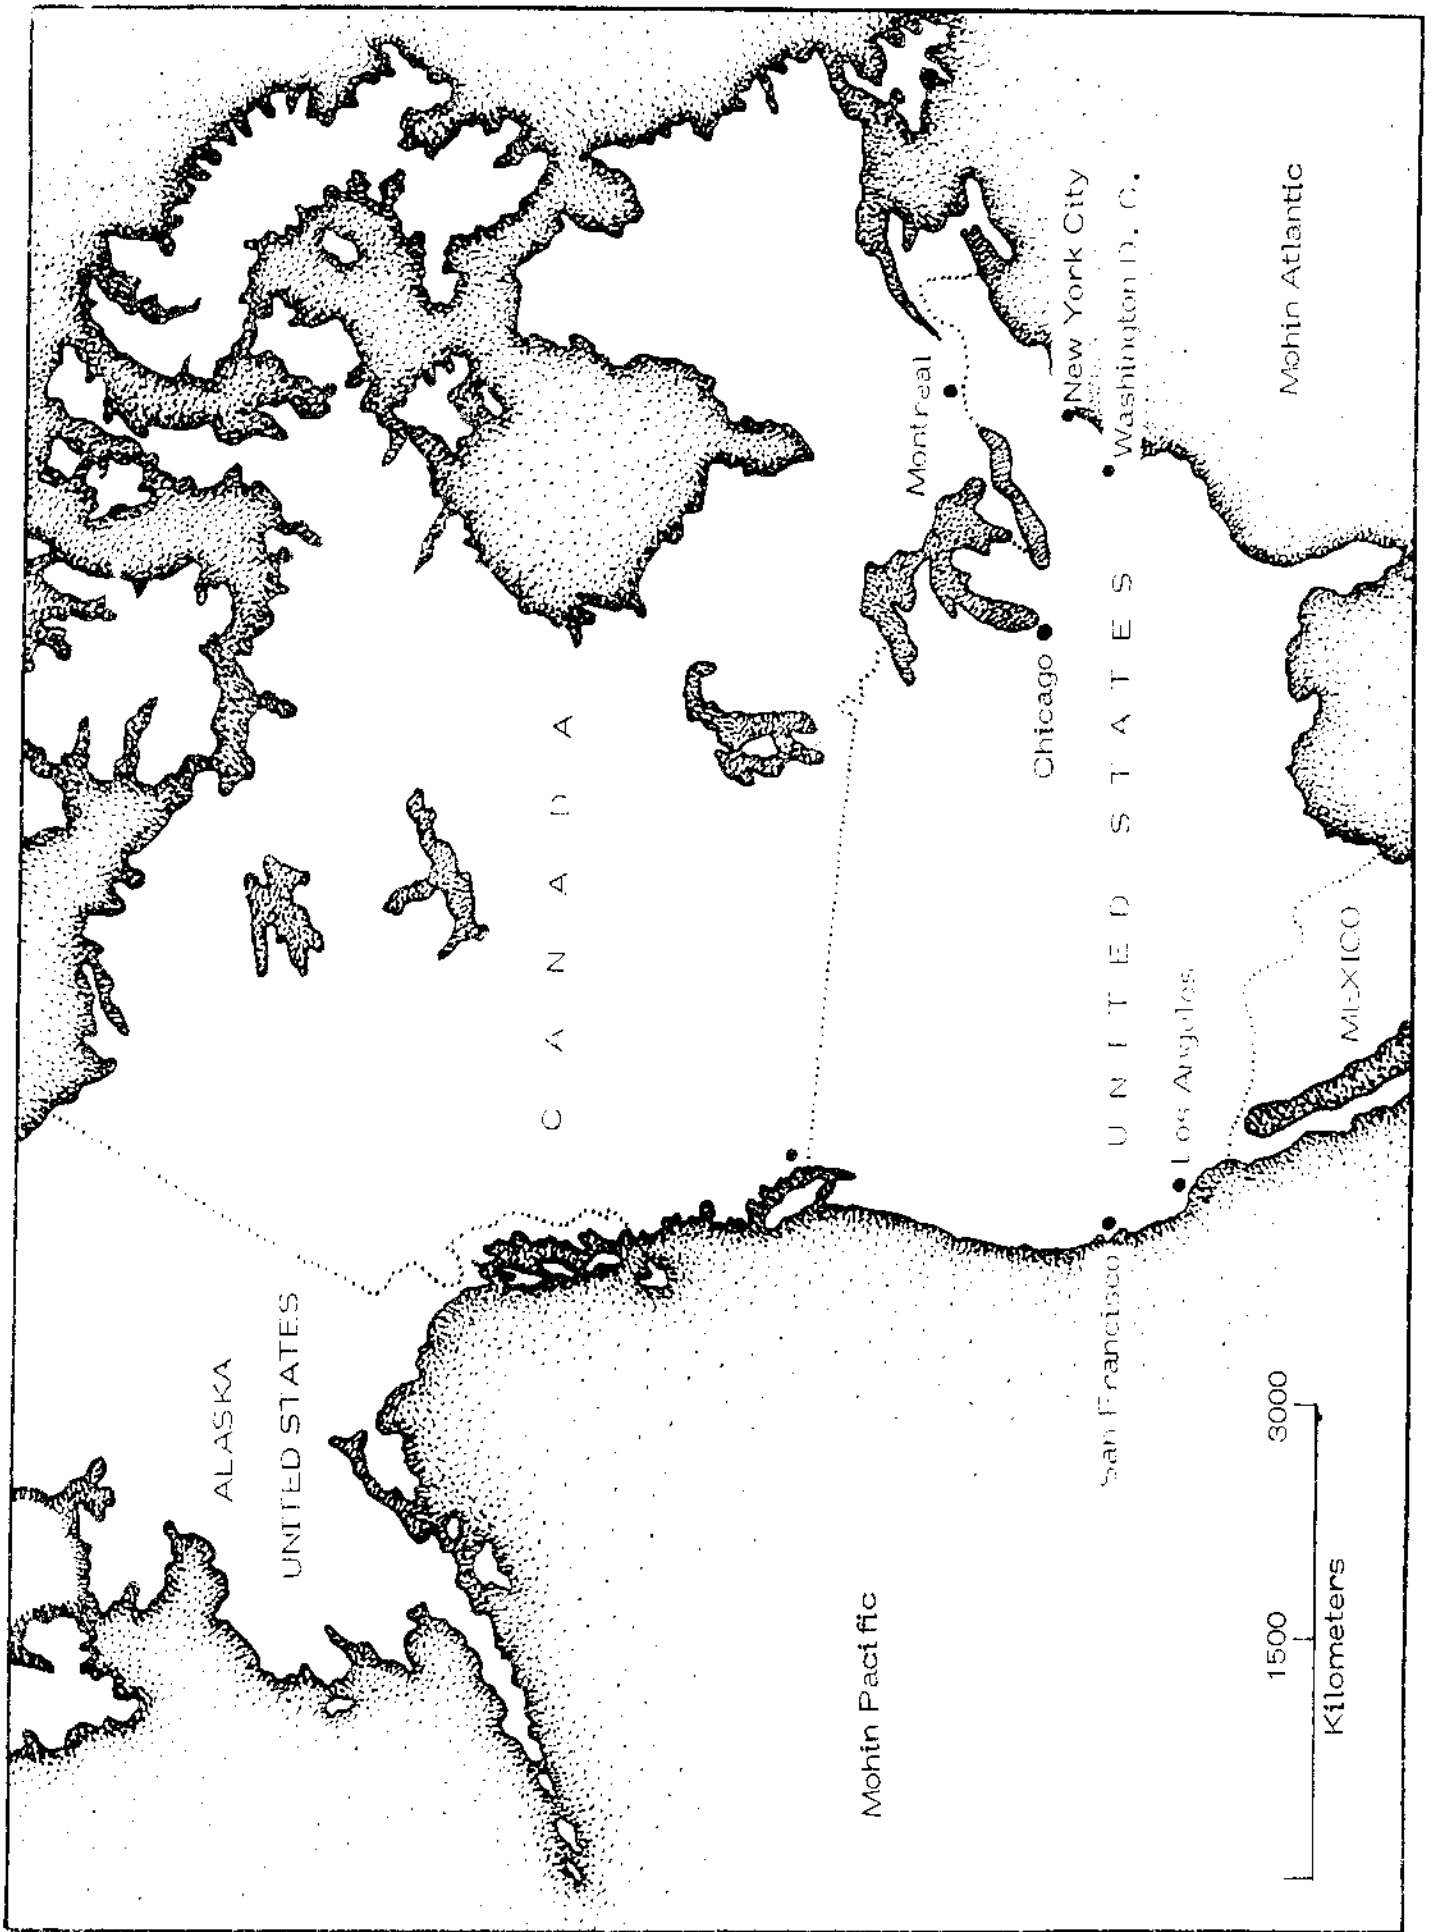 ALASKA
UNITED STATES
CANADA
Montreal
New York City
Washington D. C.
Chicago
UNITED STATES
San Francisco
Los Angeles
MEXICO
Mohin Pacific
Mohin Atlantic
1500
3000
Kilometers